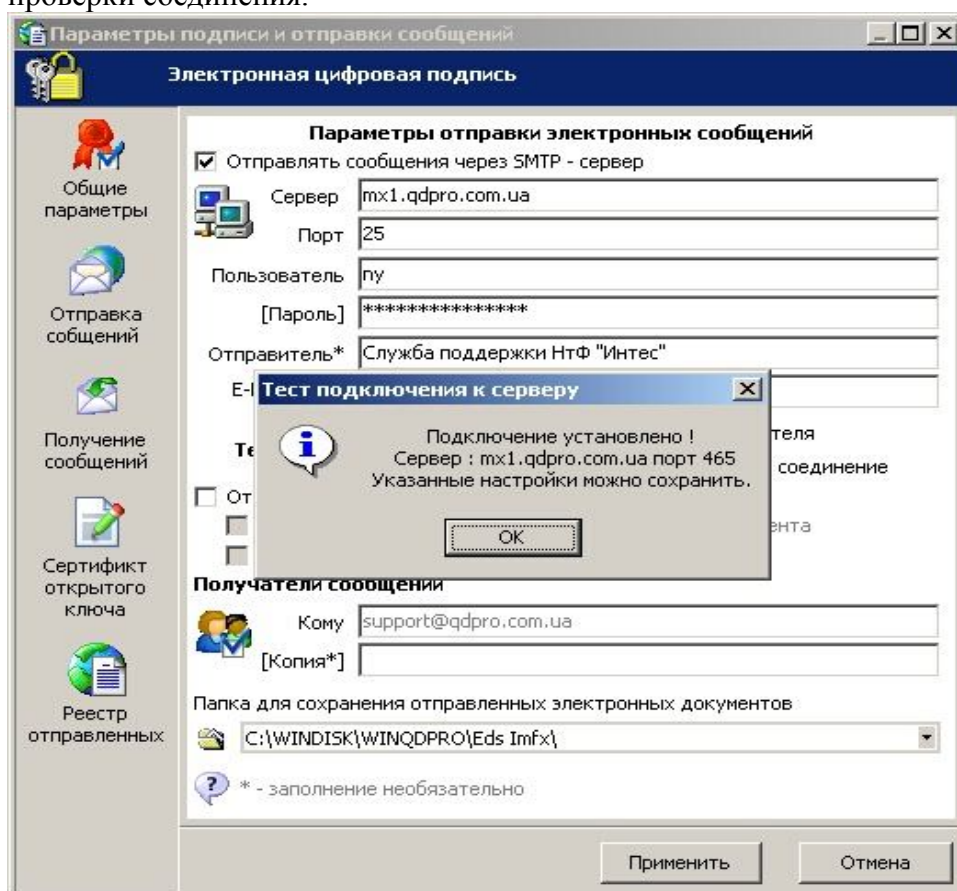 проверки соединения.
Параметры подписи и отправки сообщений
Электронная цифровая подпись
Общие
параметры
Отправка
собщений
Получение
сообщений
Сертификт
открытого
ключа
Реестр
отправленных
Параметры отправки электронных сообщений
Отправлять сообщения через SMTP - сервер
Сервер mx1.qdpro.com.ua
Порт 25
Пользователь ny
[Пароль] ***************
Отправитель* Служба поддержки НтФ "Интес"
Тест подключения к серверу
Подключение установлено !
Сервер : mx1.qdpro.com.ua порт 465
Указанные настройки можно сохранить.
OK
соединение
Получатели сообщений
Кому support@qdpro.com.ua
[Копия*]
Папка для сохранения отправленных электронных документов
C:\WINDISK\WINQDPRO\Eds Imfx\
? * - заполнение необязательно
Применить Отмена